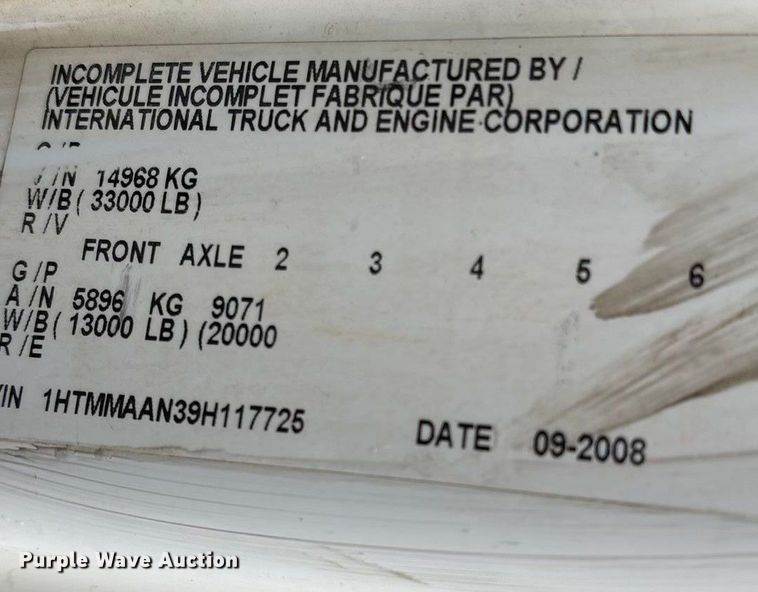 INCOMPLETE VEHICLE MANUFACTURED BY /
(VEHICULE INCOMPLET FABRIQUE PAR)
INTERNATIONAL TRUCK AND ENGINE CORPORATION
/N 14968 KG
W/B ( 33000 LB )
R /V
FRONT AXLE 2 3 4 5 6
G /P
A /N 5896 KG 9071
W/B ( 13000 LB ) (20000
R /E
VIN 1HTMMAAN39H117725
DATE 09-2008
Purple Wave Auction